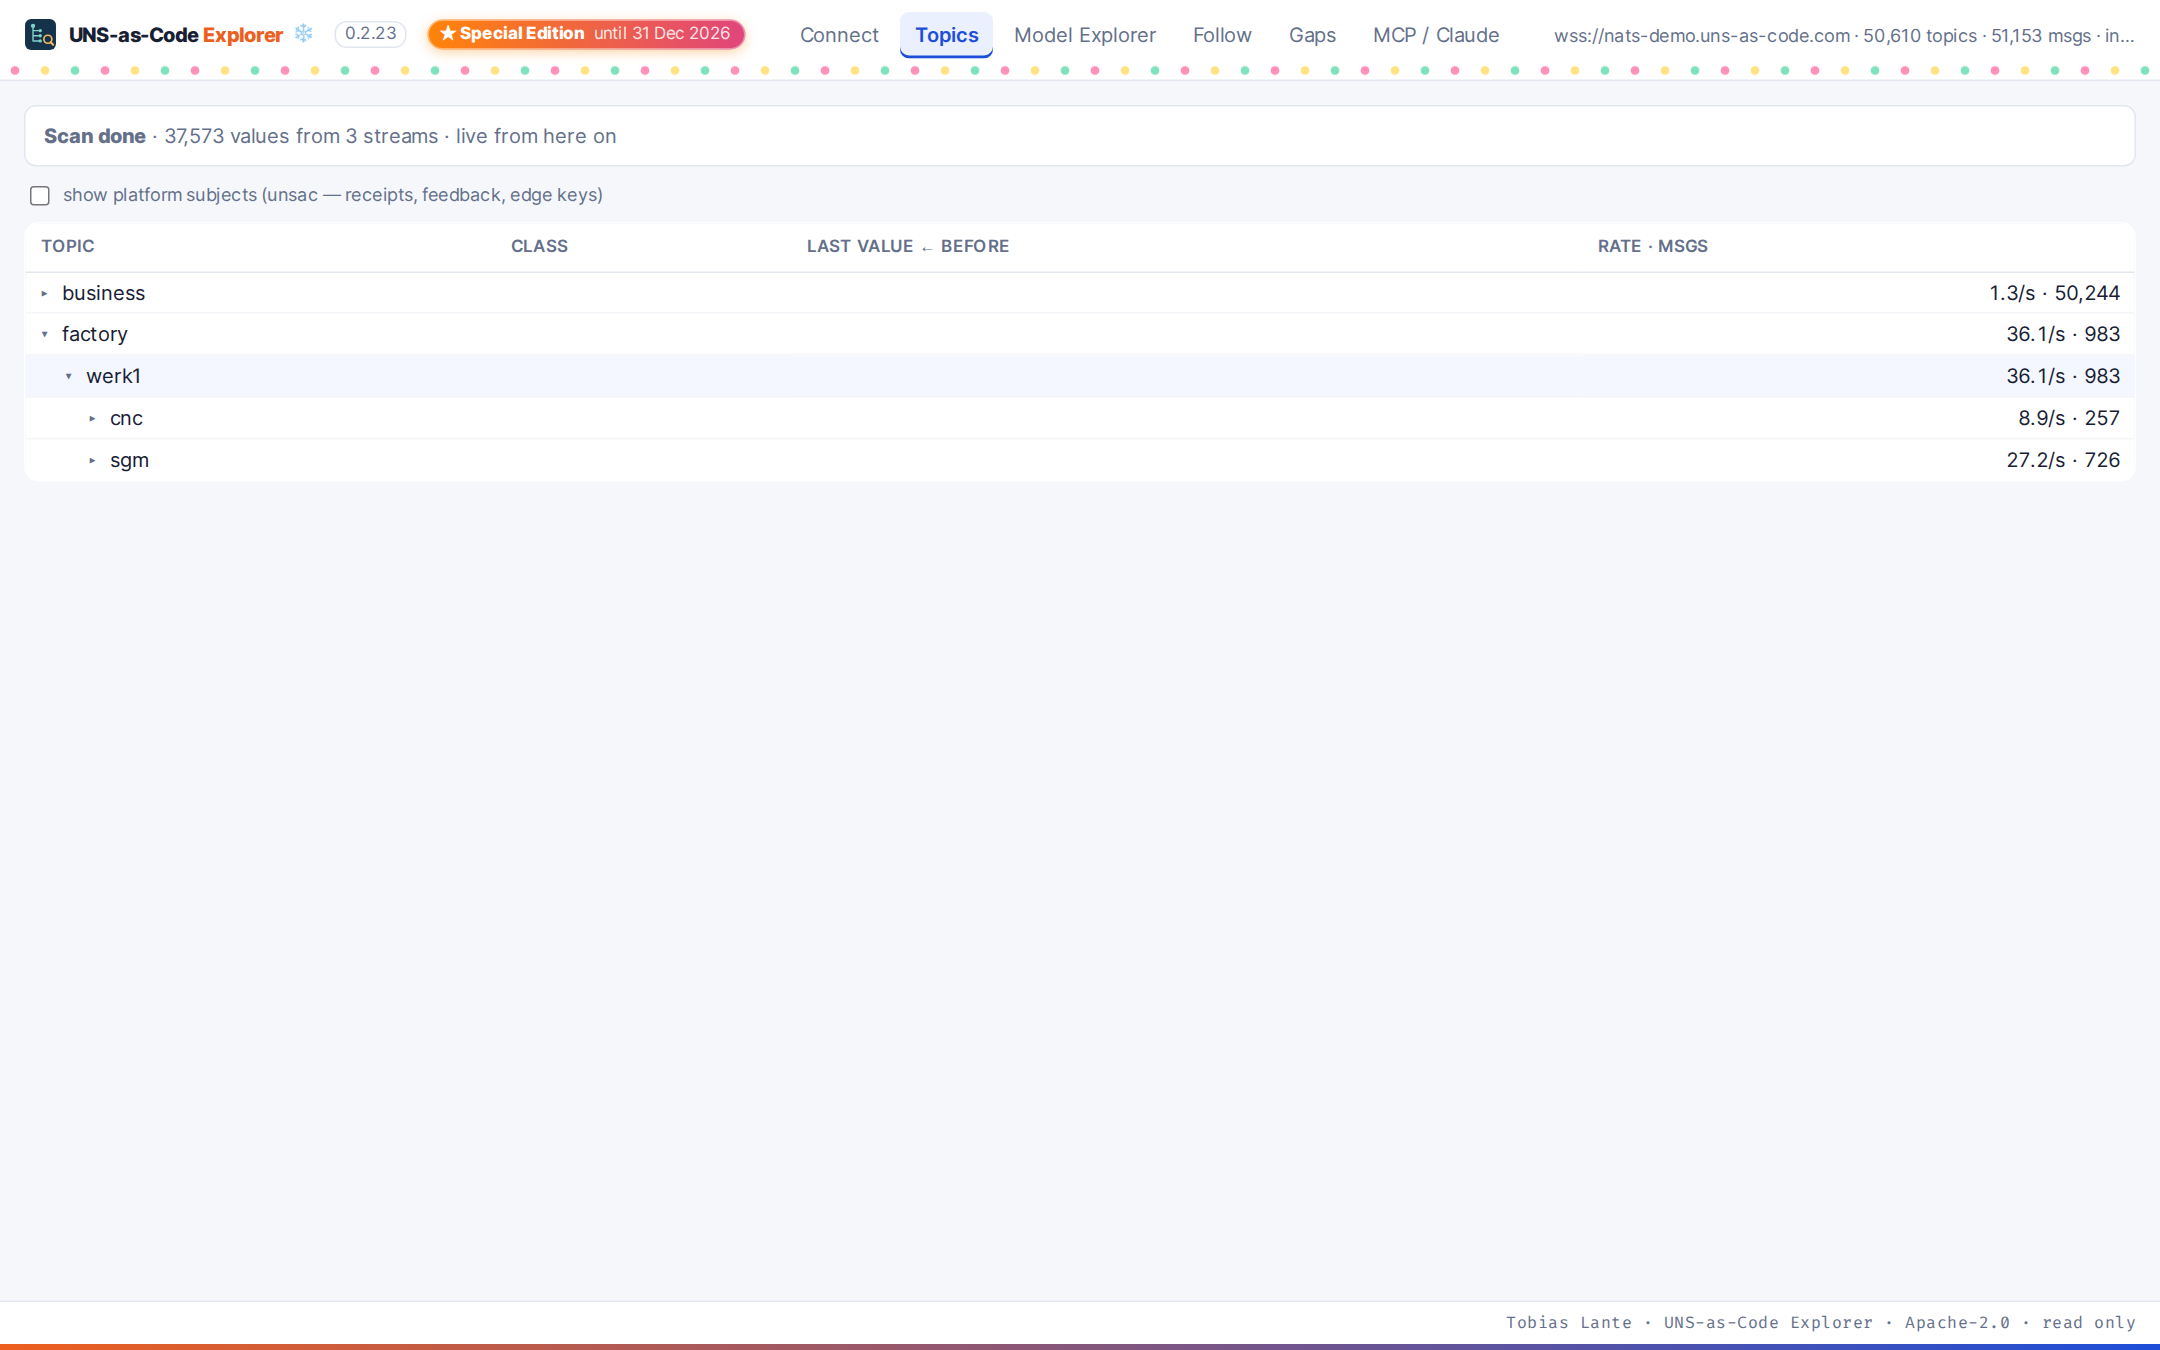 UNS-as-Code Explorer ❄ 0.2.23 ★ Special Edition until 31 Dec 2026 Connect Topics Model Explorer Follow Gaps MCP / Claude wss://nats-demo.uns-as-code.com · 50,610 topics · 51,153 msgs · in...
Scan done · 37,573 values from 3 streams · live from here on
show platform subjects (unsac — receipts, feedback, edge keys)
TOPIC CLASS LAST VALUE ← BEFORE RATE · MSGS
▸ business 1.3/s · 50,244
▾ factory 36.1/s · 983
▾ werk1 36.1/s · 983
▸ cnc 8.9/s · 257
▸ sgm 27.2/s · 726
Tobias Lante · UNS-as-Code Explorer · Apache-2.0 · read only